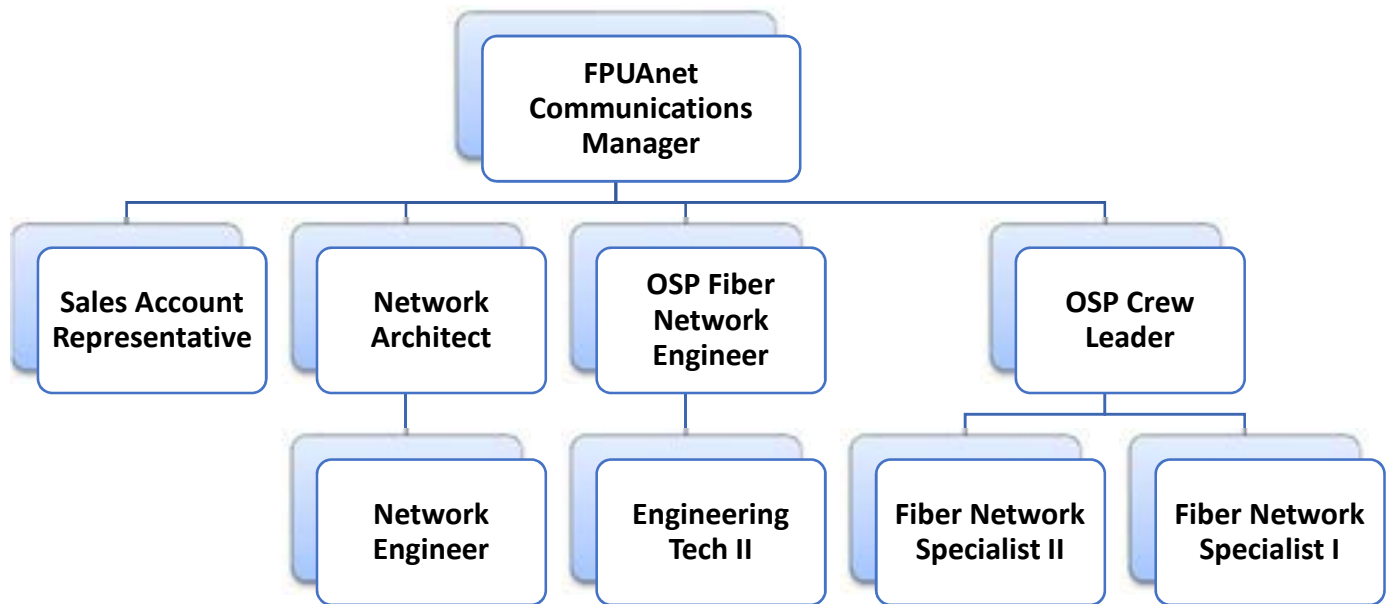 FPUAnet
Communications
Manager
Sales Account
Representative
Network
Architect
OSP Fiber
Network
Engineer
OSP Crew
Leader
Network
Engineer
Engineering
Tech II
Fiber Network
Specialist II
Fiber Network
Specialist I